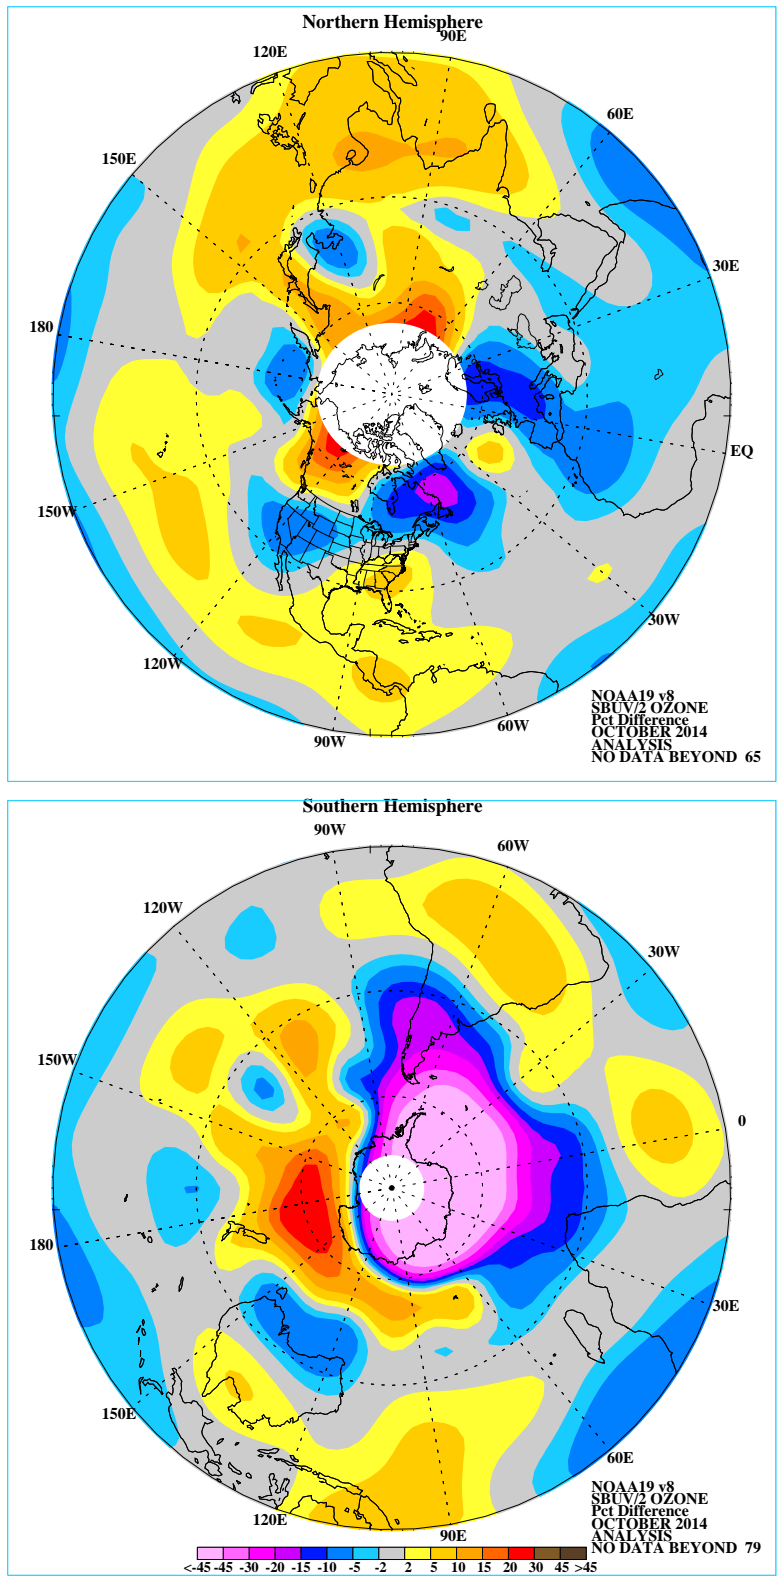 Northern Hemisphere
90E
120E
60E
150E
30E
180
EQ
150W
30W
120W
60W
90W
NOAA19 v8
SBUV/2 OZONE
Pct Difference
OCTOBER 2014
ANALYSIS
NO DATA BEYOND 65
Southern Hemisphere
90W
60W
120W
30W
150W
0
180
30E
150E
60E
120E
90E
NOAA19 v8
SBUV/2 OZONE
Pct Difference
OCTOBER 2014
ANALYSIS
NO DATA BEYOND 79
<-45 -45 -30 -20 -15 -10 -5 -2 2 5 10 15 20 30 45 >45